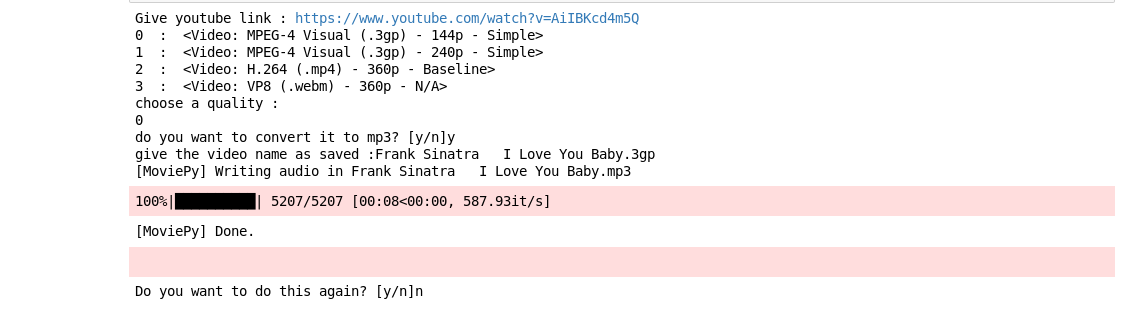 Give youtube link : https://www.youtube.com/watch?v=AiIBKcd4m5Q
0  :  <Video: MPEG-4 Visual (.3gp) - 144p - Simple>
1  :  <Video: MPEG-4 Visual (.3gp) - 240p - Simple>
2  :  <Video: H.264 (.mp4) - 360p - Baseline>
3  :  <Video: VP8 (.webm) - 360p - N/A>
choose a quality :
0
do you want to convert it to mp3? [y/n]y
give the video name as saved :Frank Sinatra   I Love You Baby.3gp
[MoviePy] Writing audio in Frank Sinatra   I Love You Baby.mp3
100%|██████████| 5207/5207 [00:08<00:00, 587.93it/s]
[MoviePy] Done.
Do you want to do this again? [y/n]n